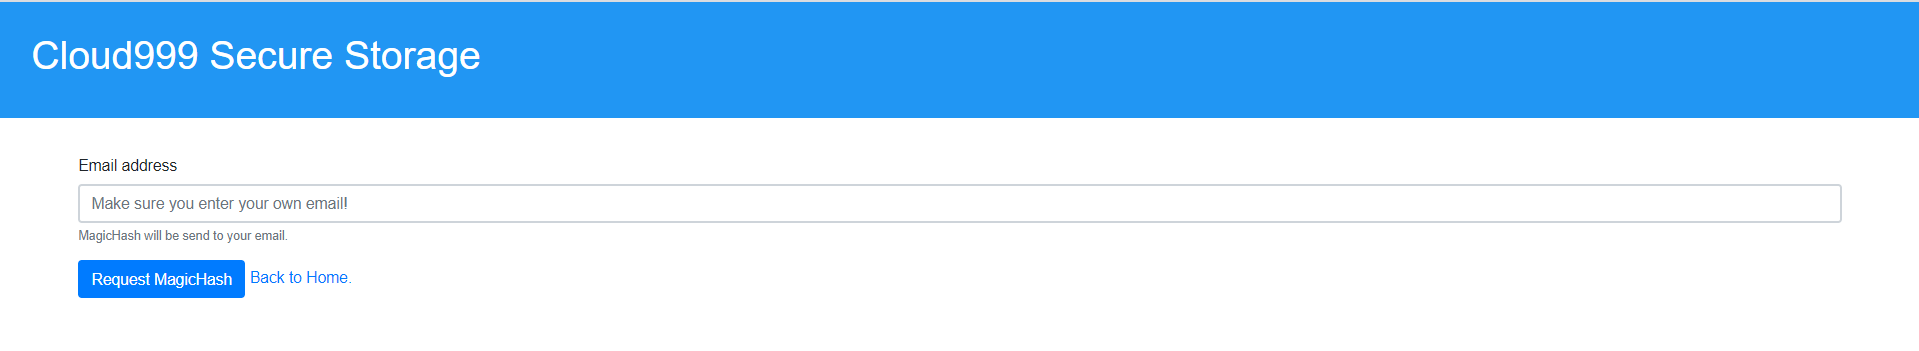 Cloud999 Secure Storage
Email address
Make sure you enter your own email!
MagicHash will be send to your email.
Request MagicHash Back to Home.